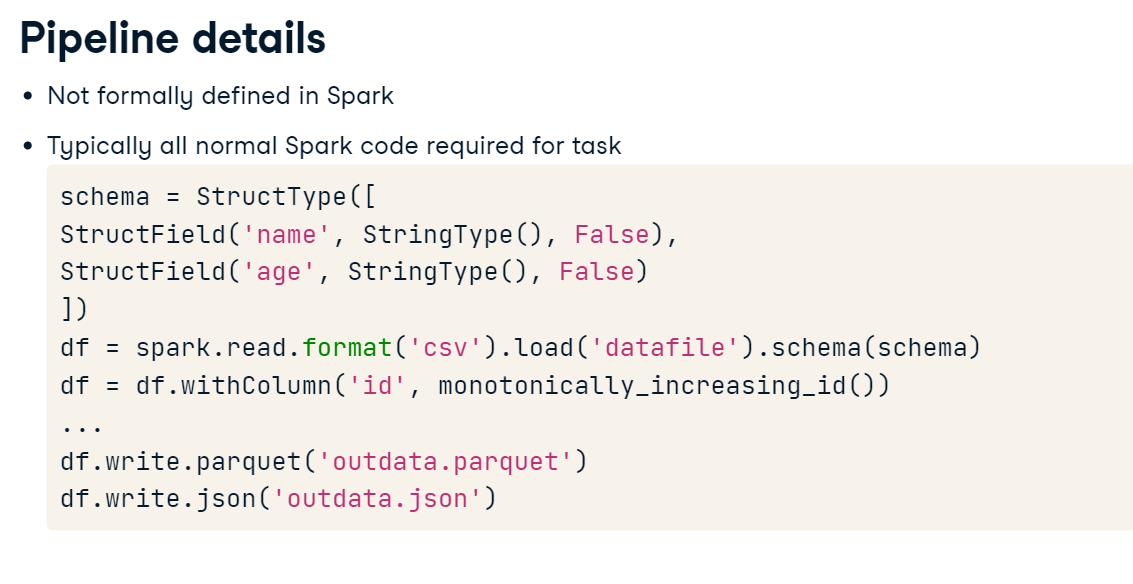 Pipeline details
• Not formally defined in Spark
• Typically all normal Spark code required for task
schema = StructType([
StructField('name', StringType(), False),
StructField('age', StringType(), False)
])
df = spark.read.format('csv').load('datafile').schema(schema)
df = df.withColumn('id', monotonically_increasing_id())
...
df.write.parquet('outdata.parquet')
df.write.json('outdata.json')